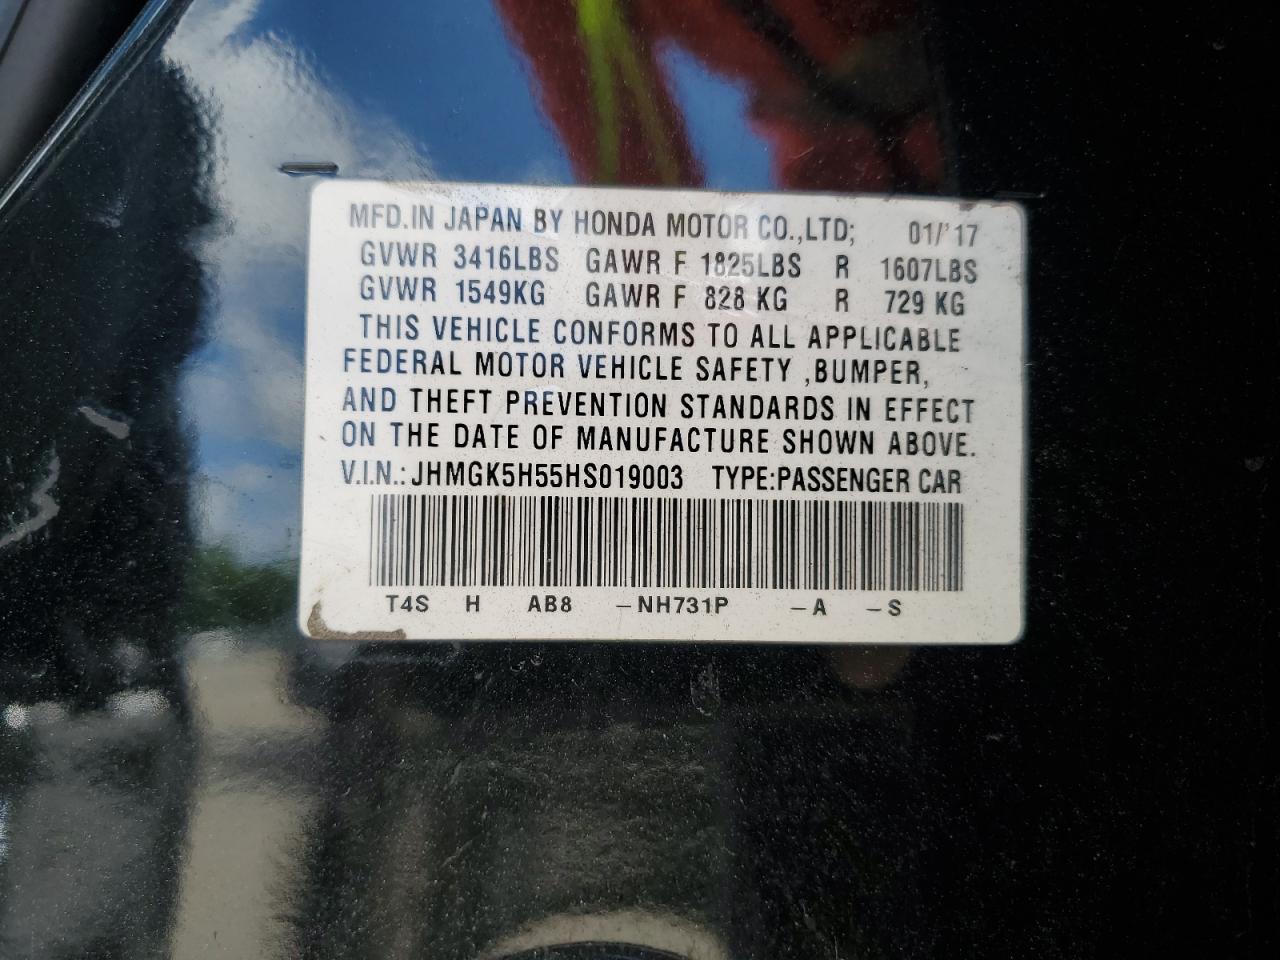 MFD.IN JAPAN BY HONDA MOTOR CO.,LTD; 01/'17
GVWR 3416LBS GAWR F 1825LBS R 1607LBS
GVWR 1549KG GAWR F 828 KG R 729 KG
THIS VEHICLE CONFORMS TO ALL APPLICABLE
FEDERAL MOTOR VEHICLE SAFETY ,BUMPER,
AND THEFT PREVENTION STANDARDS IN EFFECT
ON THE DATE OF MANUFACTURE SHOWN ABOVE.
V.I.N.: JHMGK5H55HS019003 TYPE:PASSENGER CAR
T4S H AB8 -NH731P -A -S